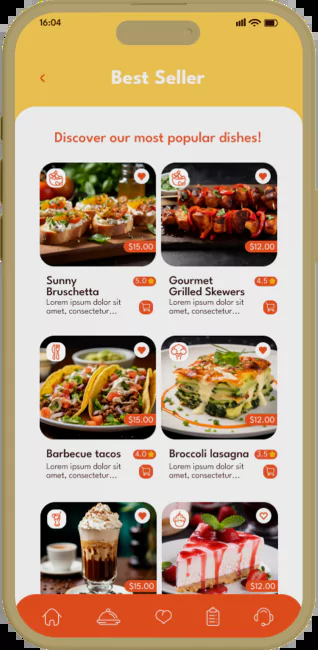 16:04
Best Seller
Discover our most popular dishes!
$15.00
$12.00
Sunny
Bruschetta
5.0
Lorem ipsum dolor sit
amet, consectetur...
Gourmet
Grilled Skewers
4.5
Lorem ipsum dolor sit
amet, consectetur...
$15.00
$12.00
Barbecue tacos
4.0
Lorem ipsum dolor sit
amet, consectetur...
Broccoli lasagna
3.5
Lorem ipsum dolor sit
amet, consectetur...
$15.00
$12.00